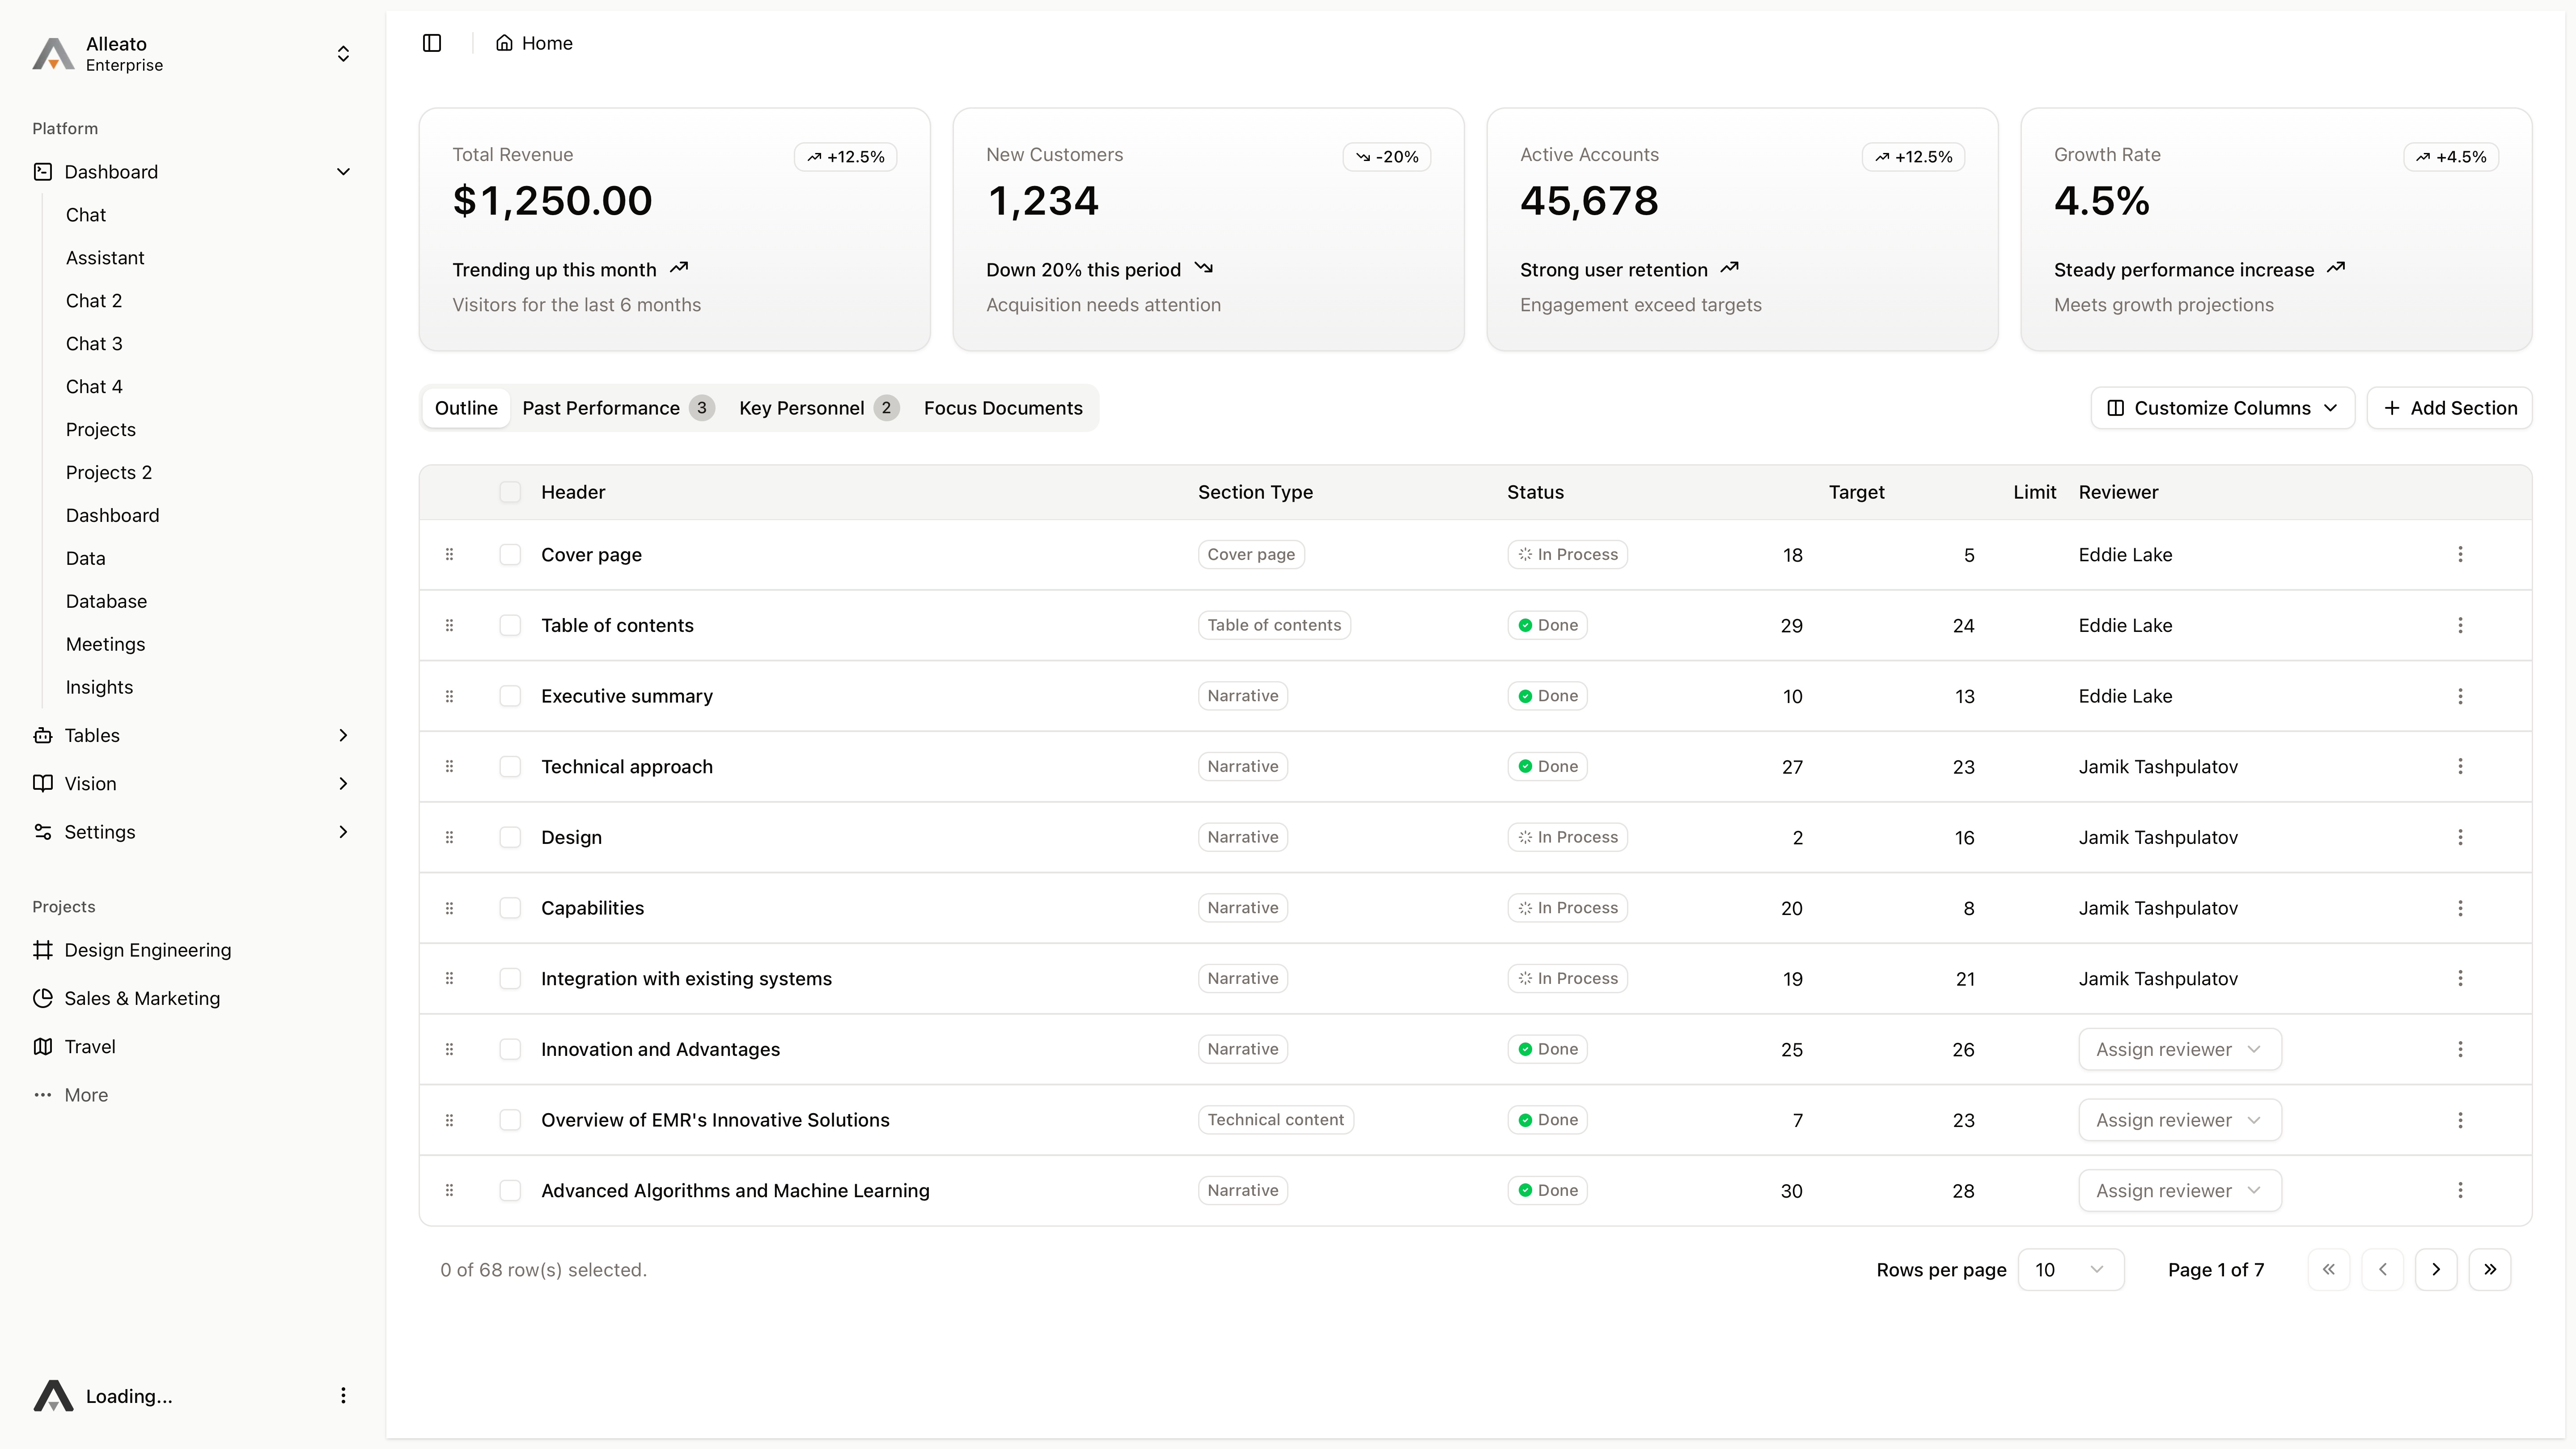 Alleato
Enterprise
Platform
Dashboard
Chat
Assistant
Chat 2
Chat 3
Chat 4
Projects
Projects 2
Dashboard
Data
Database
Meetings
Insights
Tables
Vision
Settings
Projects
Design Engineering
Sales & Marketing
Travel
More
Loading...
Home
Total Revenue +12.5%
$1,250.00
Trending up this month
Visitors for the last 6 months
New Customers -20%
1,234
Down 20% this period
Acquisition needs attention
Active Accounts +12.5%
45,678
Strong user retention
Engagement exceed targets
Growth Rate +4.5%
4.5%
Steady performance increase
Meets growth projections
Outline Past Performance 3 Key Personnel 2 Focus Documents Customize Columns Add Section
Header Section Type Status Target Limit Reviewer
Cover page Cover page In Process 18 5 Eddie Lake
Table of contents Table of contents Done 29 24 Eddie Lake
Executive summary Narrative Done 10 13 Eddie Lake
Technical approach Narrative Done 27 23 Jamik Tashpulatov
Design Narrative In Process 2 16 Jamik Tashpulatov
Capabilities Narrative In Process 20 8 Jamik Tashpulatov
Integration with existing systems Narrative In Process 19 21 Jamik Tashpulatov
Innovation and Advantages Narrative Done 25 26 Assign reviewer
Overview of EMR's Innovative Solutions Technical content Done 7 23 Assign reviewer
Advanced Algorithms and Machine Learning Narrative Done 30 28 Assign reviewer
0 of 68 row(s) selected. Rows per page 10 Page 1 of 7